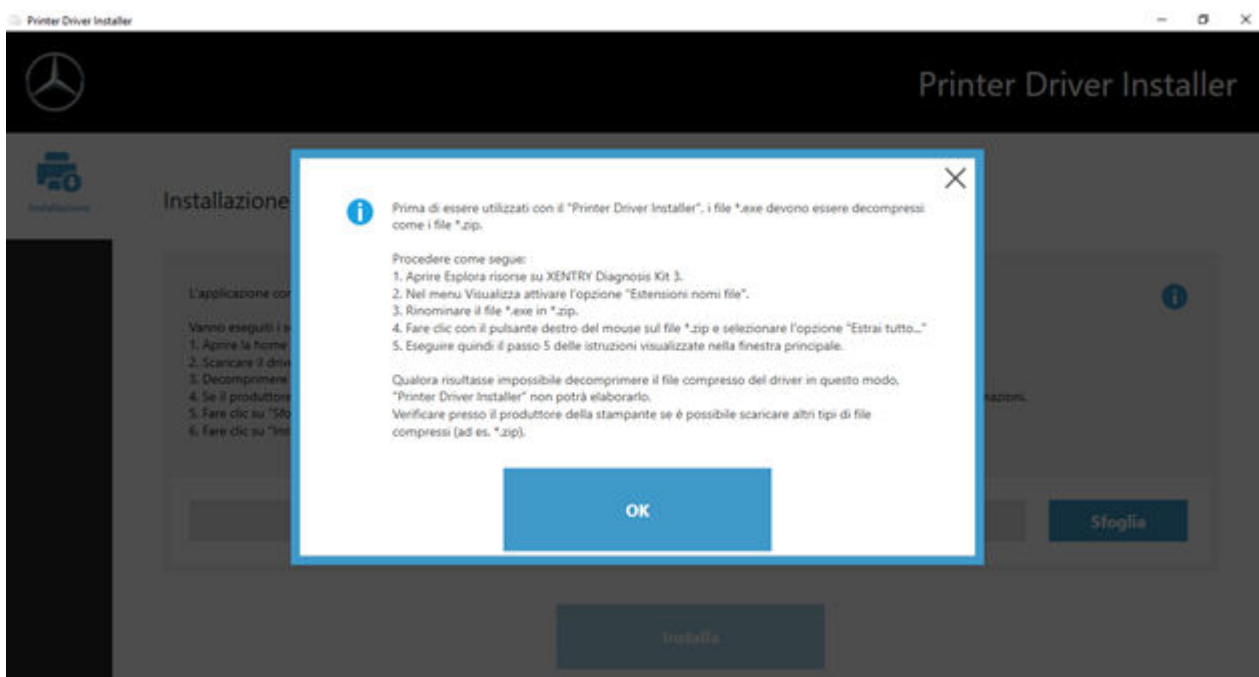 Printer Driver Installer
Printer Driver Installer
Installazione
Installazione
Prima di essere utilizzati con il "Printer Driver Installer", i file *.exe devono essere decompressi
come i file *.zip.
Procedere come segue:
1. Aprire Esplora risorse su XENTRY Diagnosis Kit 3.
2. Nel menu Visualizza attivare l'opzione "Estensioni nomi file".
3. Rinominare il file *.exe in *.zip.
4. Fare clic con il pulsante destro del mouse sul file *.zip e selezionare l'opzione "Estrai tutto..."
5. Eseguire quindi il passo 5 delle istruzioni visualizzate nella finestra principale.
Qualora risultasse impossibile decomprimere il file compresso del driver in questo modo,
"Printer Driver Installer" non potrà elaborarlo.
Verificare presso il produttore della stampante se è possibile scaricare altri tipi di file
compressi (ad es. *.zip).
OK
L'applicazione
Vanno eseguiti i
1. Aprire la home
2. Scaricare il
3. Decomprimere
4. Se il produttore
5. Fare clic su
6. Fare clic su
Sfoglia
Installa